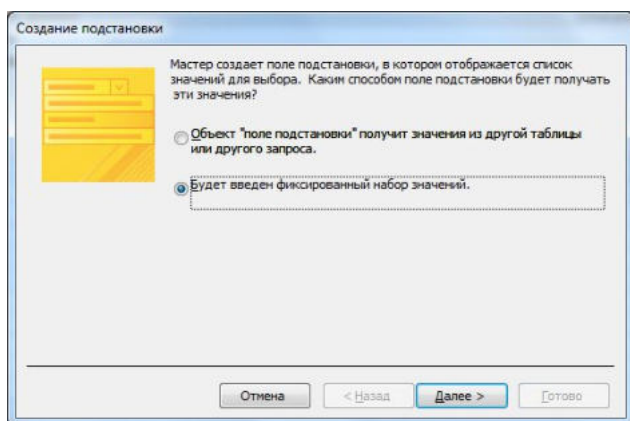 Создание подстановки
Мастер создает поле подстановки, в котором отображается список
значений для выбора. Каким способом поле подстановки будет получать
эти значения?
Объект "поле подстановки" получит значения из другой таблицы
или другого запроса.
Будет введен фиксированный набор значений.
Отмена
< Назад
Далее >
Готово